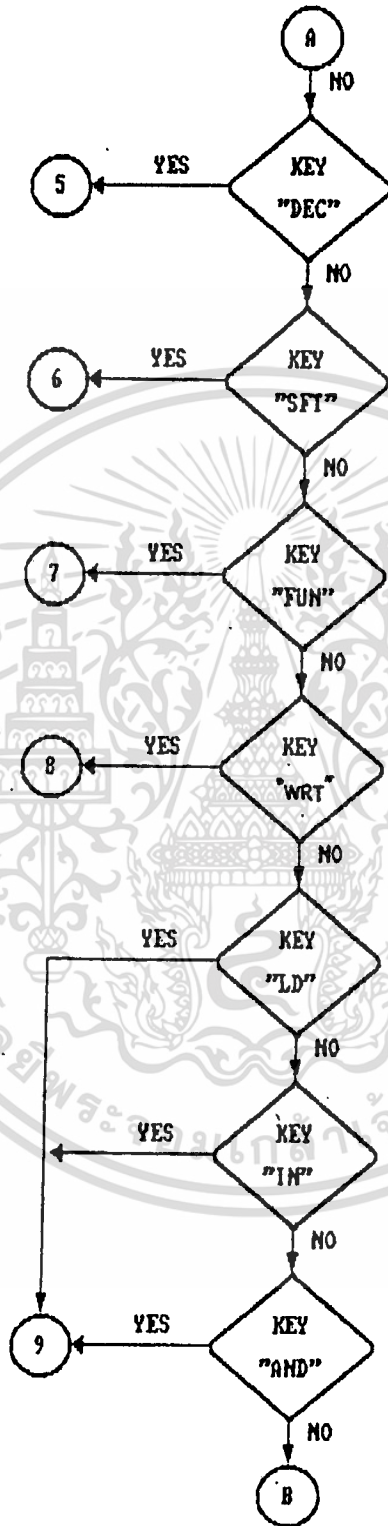 A
NO
YES
KEY
5
"DEC"
NO
YES
KEY
6
"SFT"
NO
YES
KEY
7
"FUN"
NO
YES
KEY
8
"WRT"
NO
YES
KEY
"LD"
NO
YES
KEY
"IN"
NO
YES
KEY
9
"AND"
NO
B